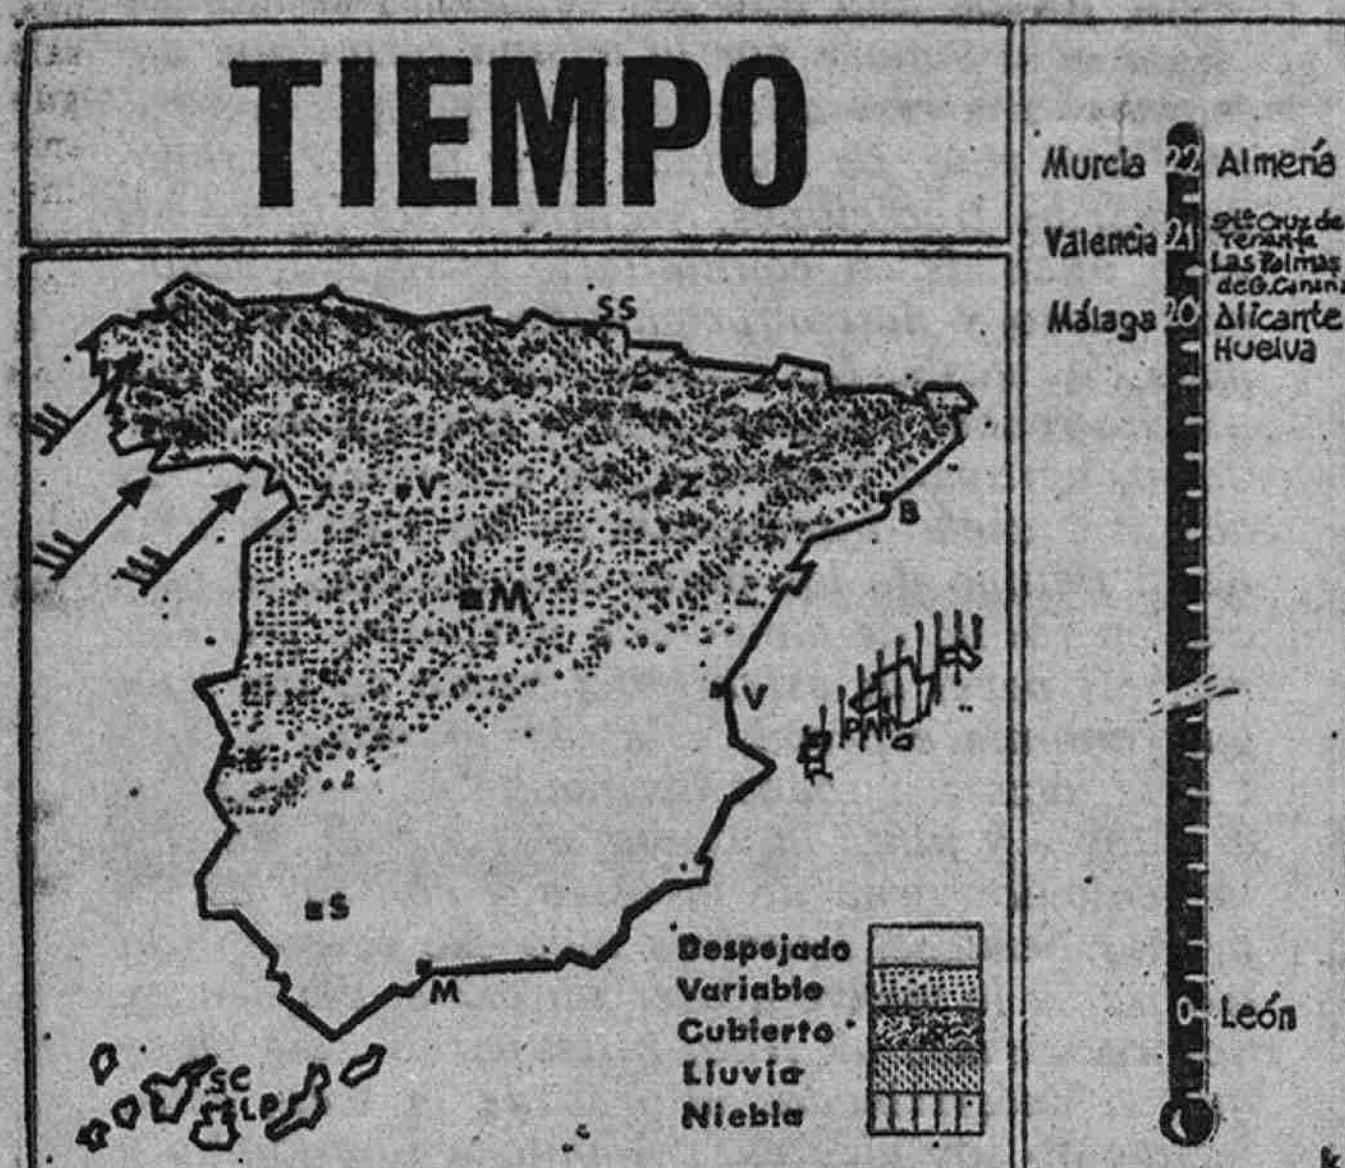 TIEMPO
SS
V
Z
B
M
V
PM
B
S
M
SC
LP
Despejado
Variable
Cubierto
Lluvia
Niebla
Murcia 22 Almería
Valencia 21 Sta Cruz de
Tenerife
Las Palmas
de G. Canaria
Málaga 20 Alicante
Huelva
0 León